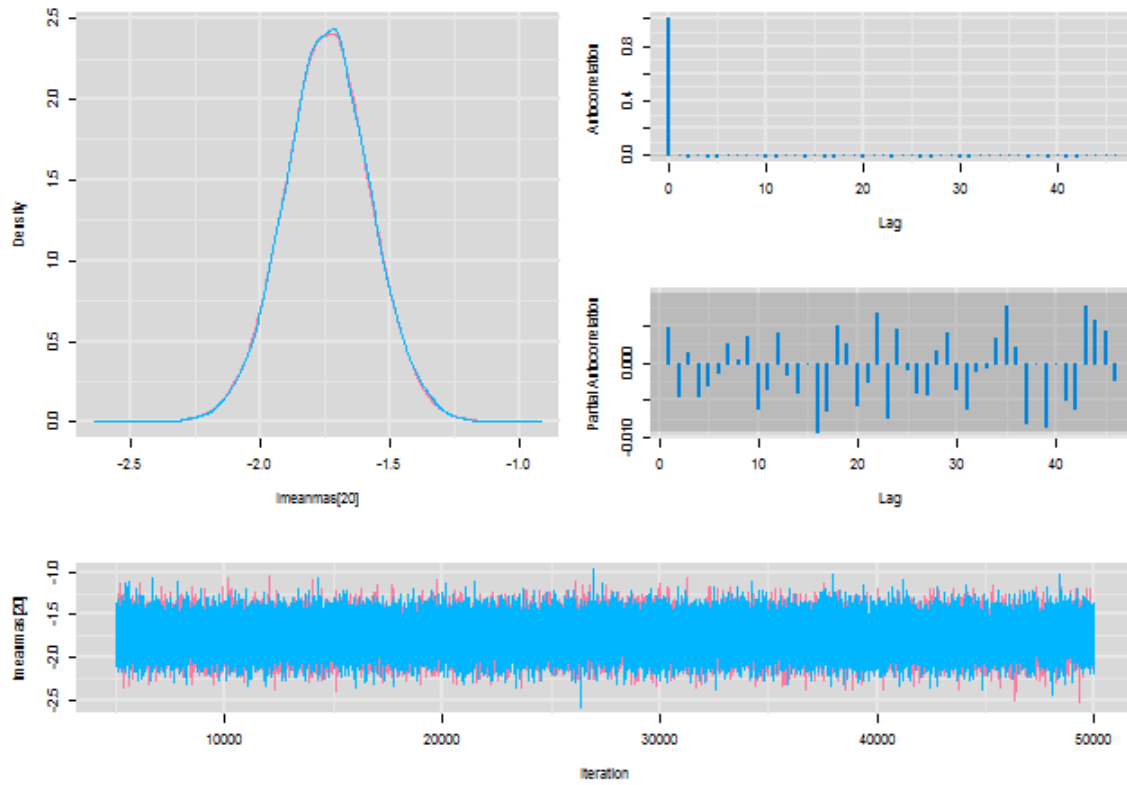 2.5
2.0
1.5
1.0
0.5
0.0
Density
-2.5 -2.0 -1.5 -1.0
lmeanmas[20]
0.8
0.4
0.0
Autocorrelation
0 10 20 30 40
Lag
0.000
-0.010
Partial Autocorrelation
0 10 20 30 40
Lag
-1.0
-1.5
-2.0
-2.5
lmeanmas[20]
10000 20000 30000 40000 50000
Iteration